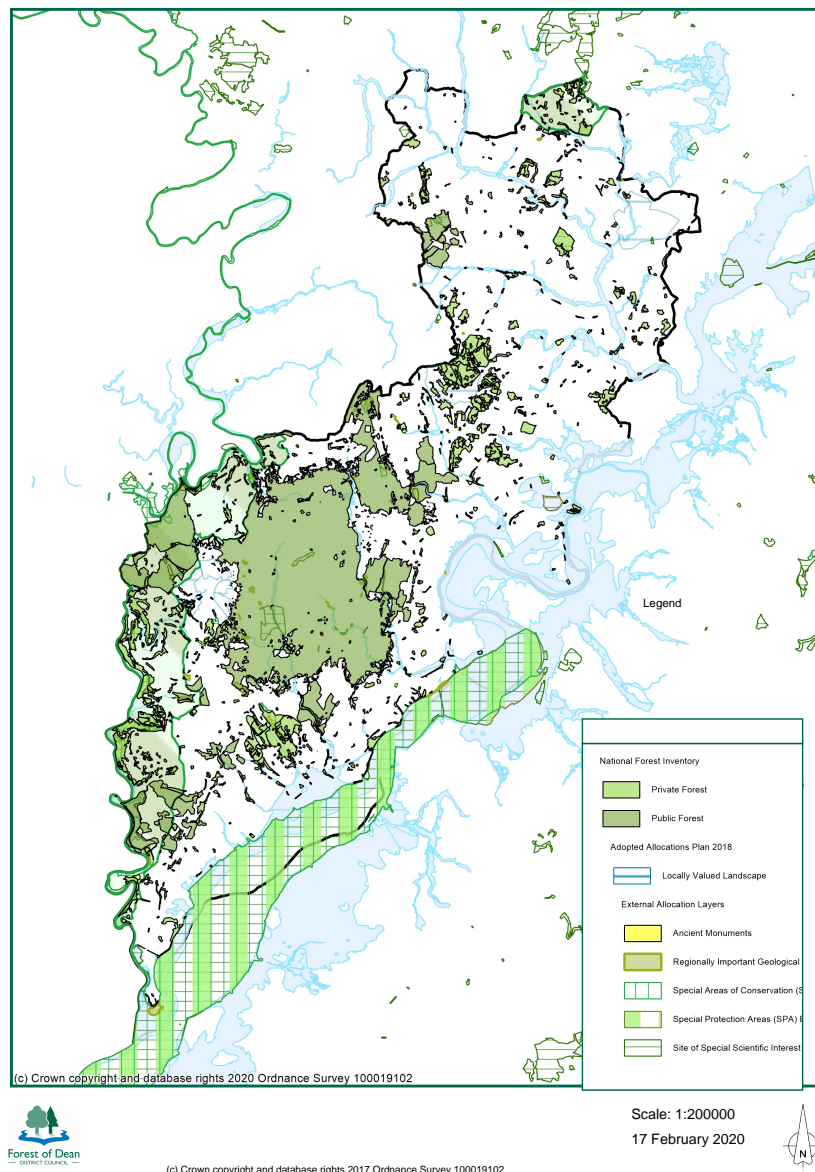 Legend
National Forest Inventory
Private Forest
Public Forest
Adopted Allocations Plan 2018
Locally Valued Landscape
External Allocation Layers
Ancient Monuments
Regionally Important Geological
Special Areas of Conservation (S
Special Protection Areas (SPA) E
Site of Special Scientific Interest
(c) Crown copyright and database rights 2020 Ordnance Survey 100019102
Forest of Dean
DISTRICT COUNCIL
Scale: 1:200000
17 February 2020
N
(c) Crown copyright and database rights 2017 Ordnance Survey 100019102